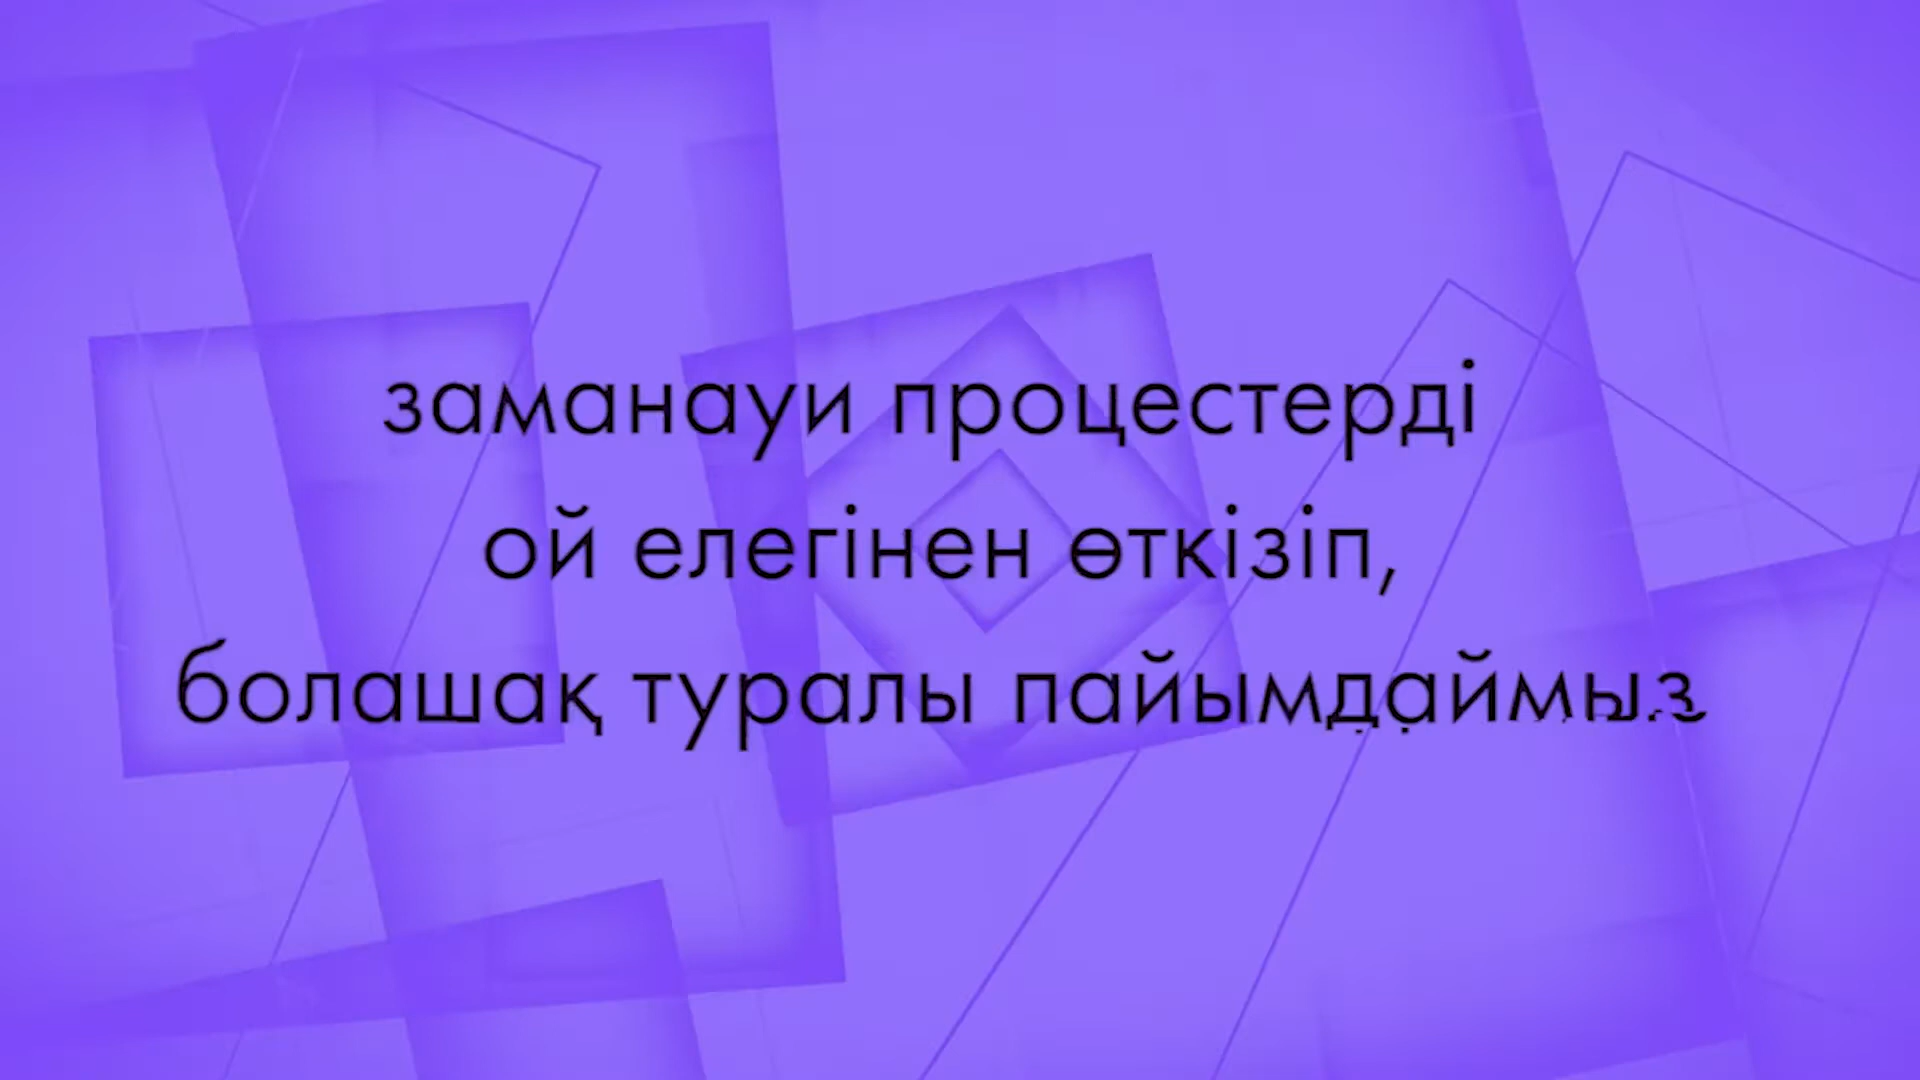 заманауи процестерді
ой елегінен өткізіп,
болашақ туралы пайымдаймыз